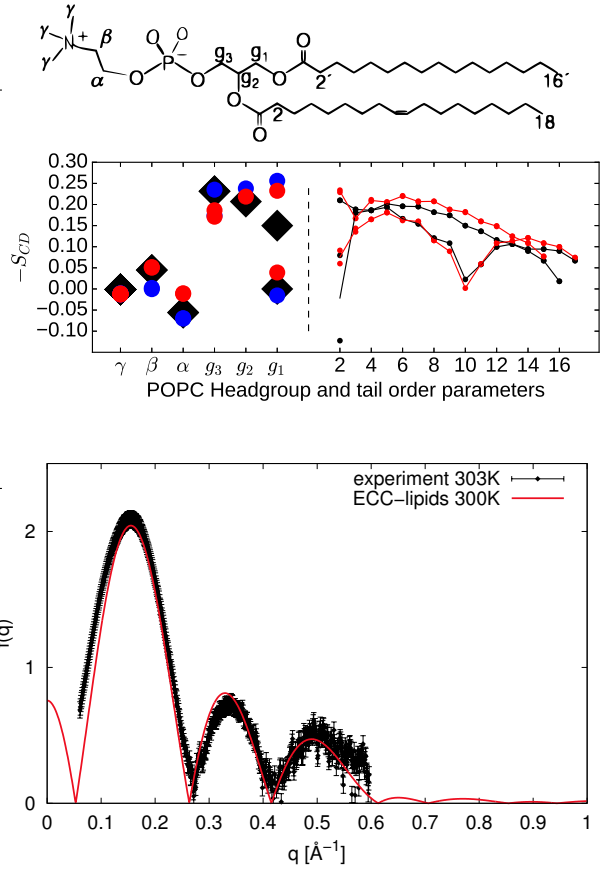 γ
γ N + β
γ
α O
O O
P −
O g₃ g₁ O
g₂
O
2´ 16´
O 2 18
O
0.30
0.25
0.20
0.15
0.10
0.05
0.00
−0.05
−0.10
−S_CD
γ β α g₃ g₂ g₁ 2 4 6 8 10 12 14 16
POPC Headgroup and tail order parameters
experiment 303K
ECC−lipids 300K
2
1
0
0 0.1 0.2 0.3 0.4 0.5 0.6 0.7 0.8 0.9 1
q [Å⁻¹]